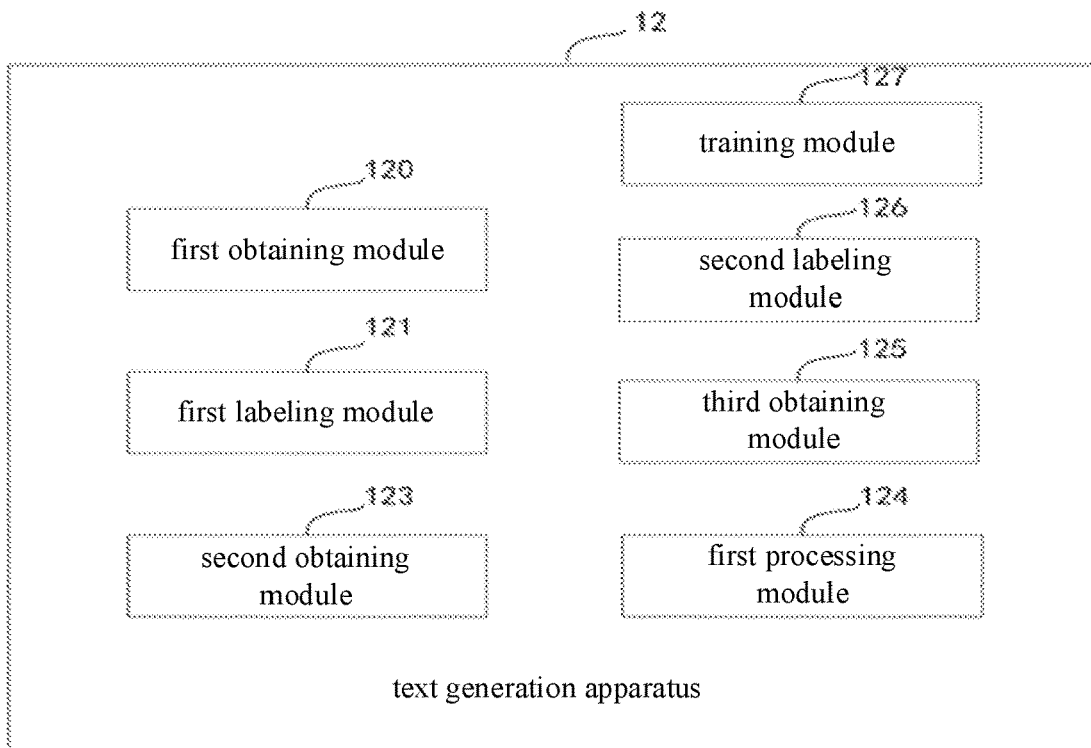 12
127
training module
120
first obtaining module
126
second labeling
module
121
first labeling module
125
third obtaining
module
123
second obtaining
module
124
first processing
module
text generation apparatus